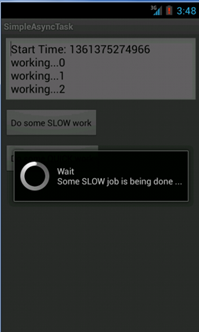 3:48
SimpleAsyncTask
Start Time: 1361375274966
working...0
working...1
working...2
Do some SLOW work
Wait
Some SLOW job is being done ...